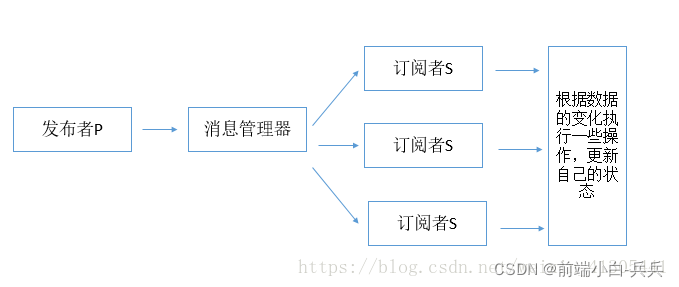 发布者P
消息管理器
订阅者S
订阅者S
订阅者S
根据数据
的变化执
行一些操
作，更新
自己的状
态
https://blog.csdn.net/
CSDN @前端小白-兵兵